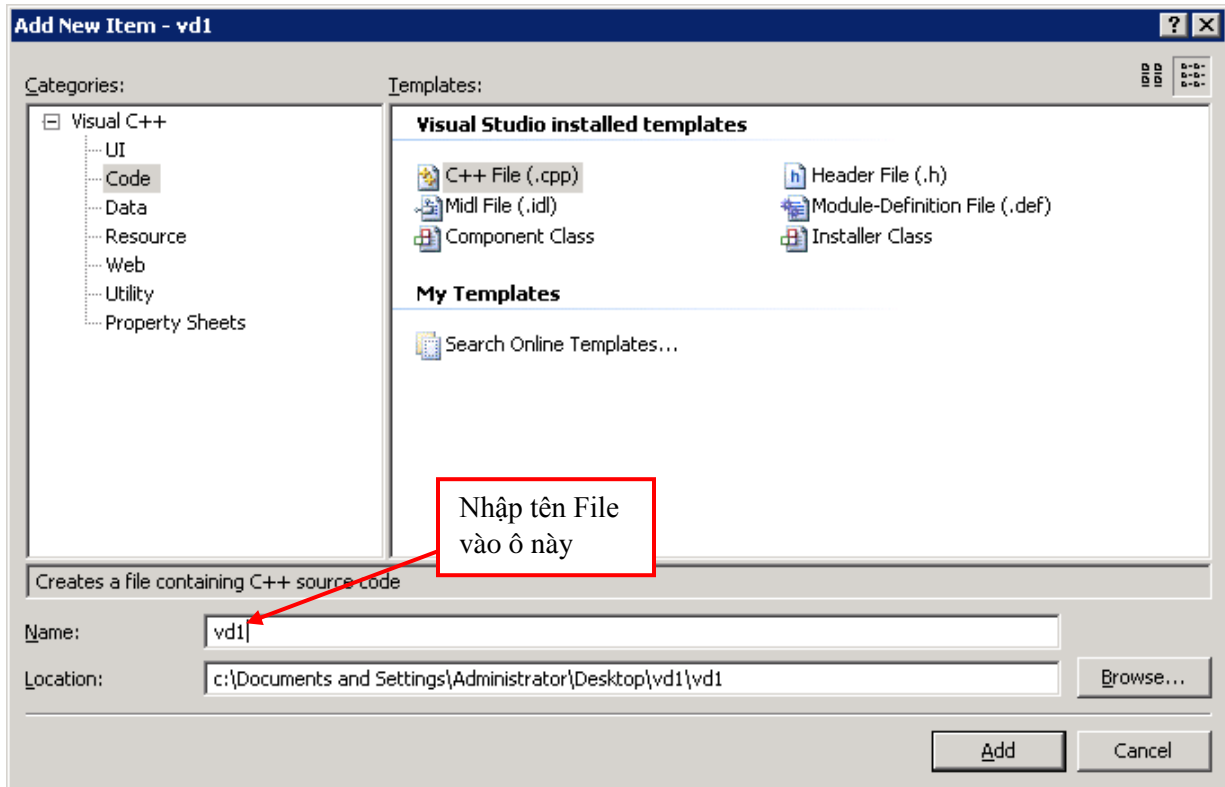 Add New Item - vd1
Categories:
Templates:
Visual C++
UI
Code
Data
Resource
Web
Utility
Property Sheets
Visual Studio installed templates
C++ File (.cpp)
Header File (.h)
Midl File (.idl)
Module-Definition File (.def)
Component Class
Installer Class
My Templates
Search Online Templates...
Nhập tên File
vào ô này
Creates a file containing C++ source code
Name:
vd1
Location:
c:\Documents and Settings\Administrator\Desktop\vd1\vd1
Browse...
Add
Cancel